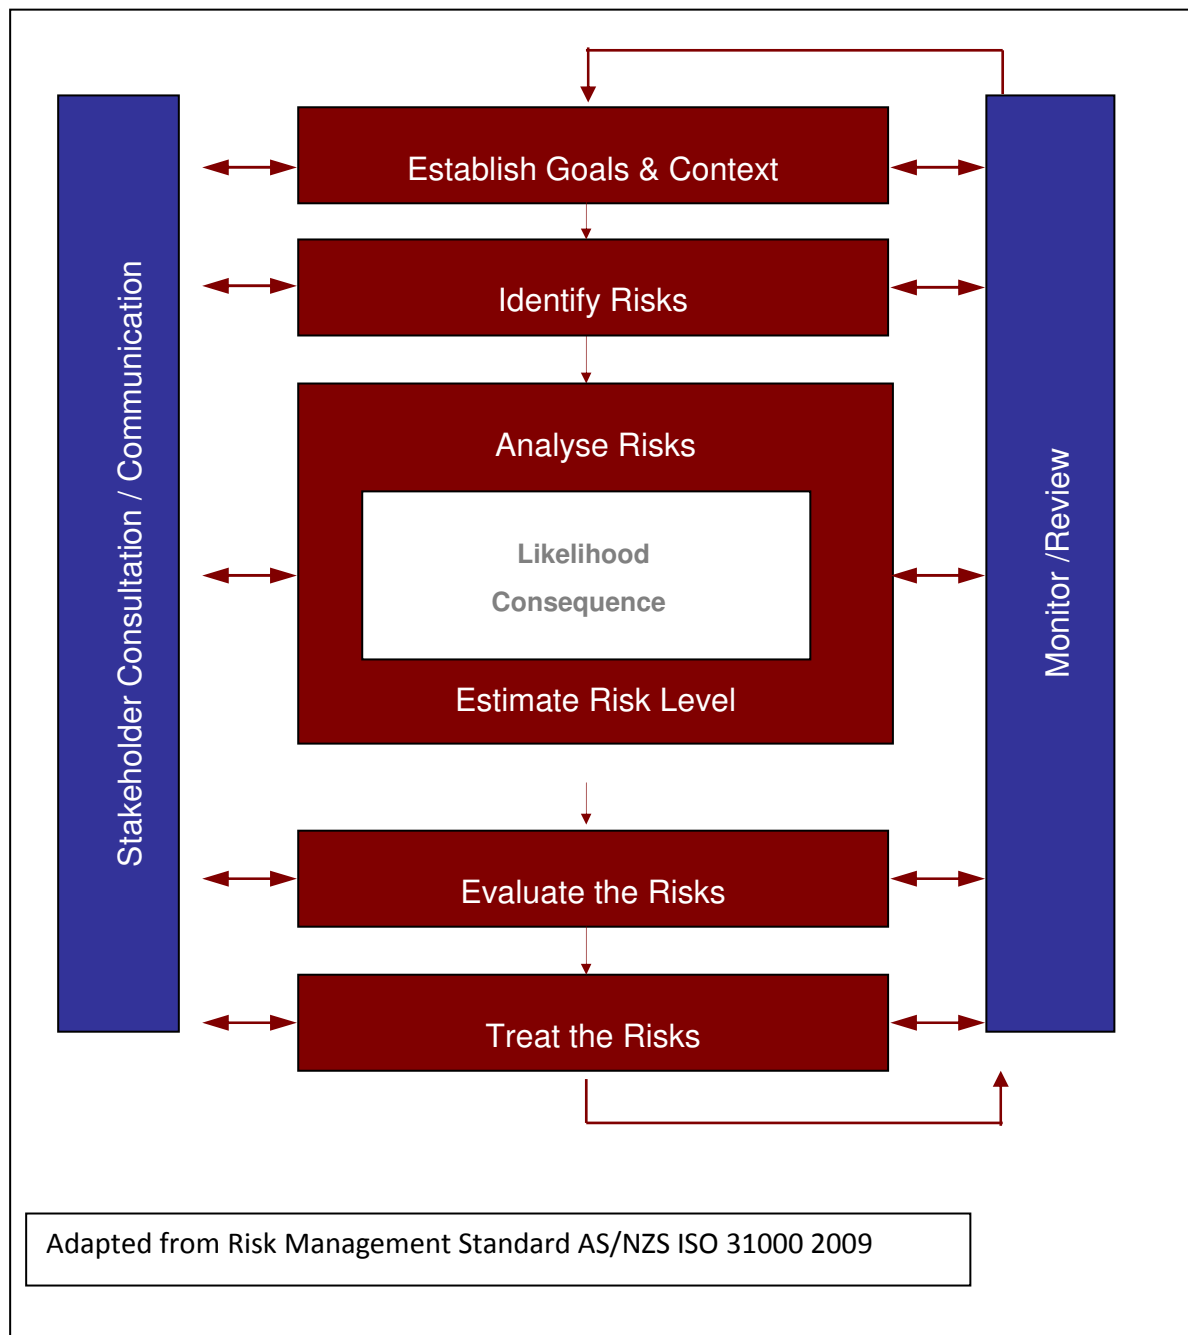 Establish Goals & Context
Identify Risks
Analyse Risks
Likelihood
Consequence
Estimate Risk Level
Evaluate the Risks
Treat the Risks
Stakeholder Consultation / Communication
Monitor /Review
Adapted from Risk Management Standard AS/NZS ISO 31000 2009